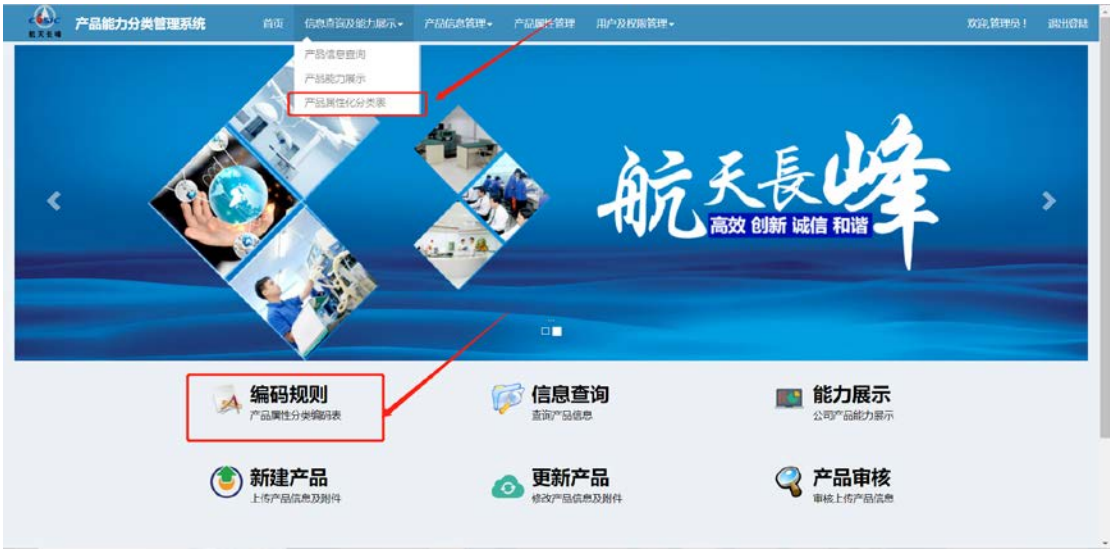 CASIC
航天长峰
产品能力分类管理系统
首页 信息查询及能力展示 产品信息管理 产品属性管理 用户及权限管理 欢迎,管理员! 退出登陆
产品信息查询
产品能力展示
产品属性化分类表
航天長峰
高效 创新 诚信 和谐
编码规则 信息查询 能力展示
产品属性分类编码表 查询产品信息 公司产品能力展示
新建产品 更新产品 产品审核
上传产品信息及附件 修改产品信息及附件 审核上传产品信息